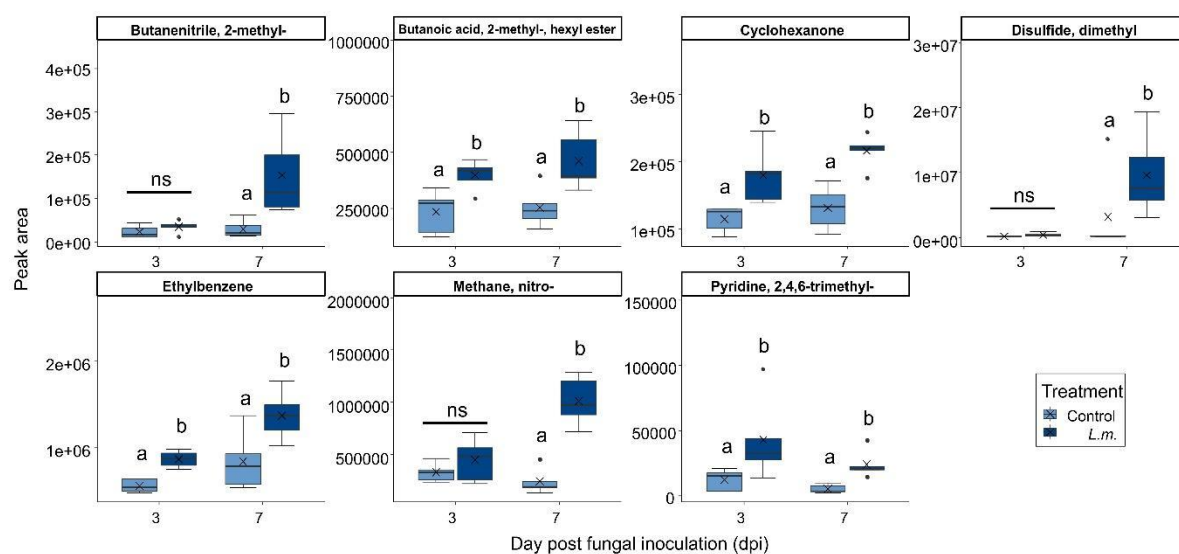 Butanenitrile, 2-methyl-
Butanoic acid, 2-methyl-, hexyl ester
Cyclohexanone
Disulfide, dimethyl
4e+05
3e+05
2e+05
1e+05
0e+00
ns
a
b
3
7
1000000
750000
500000
250000
a
b
a
b
3
7
3e+05
2e+05
1e+05
a
b
a
b
3
7
3e+07
2e+07
1e+07
0e+00
ns
a
b
3
7
Peak area
Ethylbenzene
Methane, nitro-
Pyridine, 2,4,6-trimethyl-
2e+06
1e+06
a
b
a
b
3
7
2000000
1500000
1000000
500000
ns
a
b
3
7
150000
100000
50000
0
a
b
a
b
3
7
Treatment
Control
L.m.
Day post fungal inoculation (dpi)